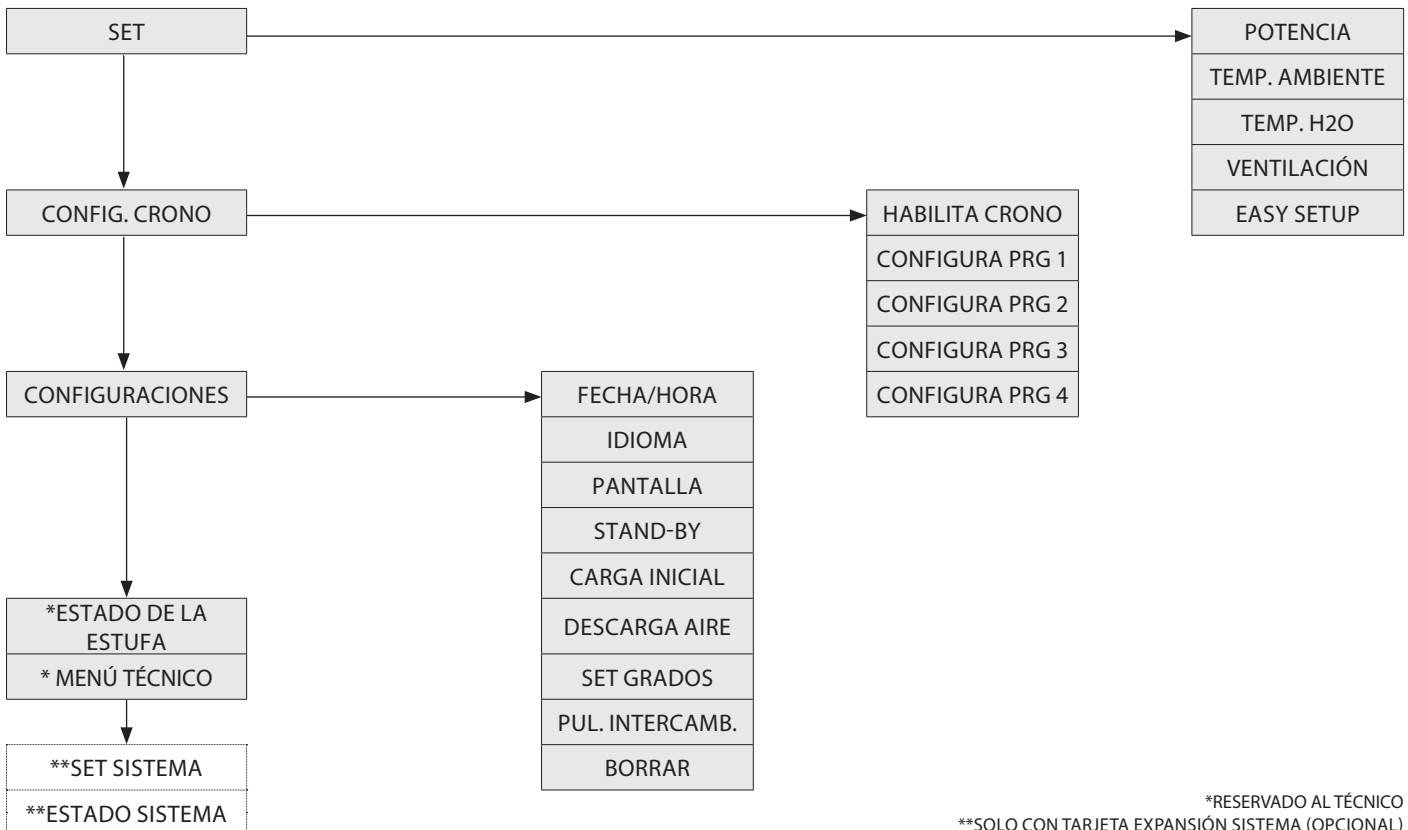 SET
POTENCIA
TEMP. AMBIENTE
TEMP. H2O
VENTILACIÓN
EASY SETUP
CONFIG. CRONO
HABILITA CRONO
CONFIGURA PRG 1
CONFIGURA PRG 2
CONFIGURA PRG 3
CONFIGURA PRG 4
CONFIGURACIONES
FECHA/HORA
IDIOMA
PANTALLA
STAND-BY
CARGA INICIAL
DESCARGA AIRE
SET GRADOS
PUL. INTERCAMB.
BORRAR
*ESTADO DE LA
ESTUFA
* MENÚ TÉCNICO
**SET SISTEMA
**ESTADO SISTEMA
*RESERVADO AL TÉCNICO
**SOLO CON TARJETA EXPANSIÓN SISTEMA (OPCIONAL)